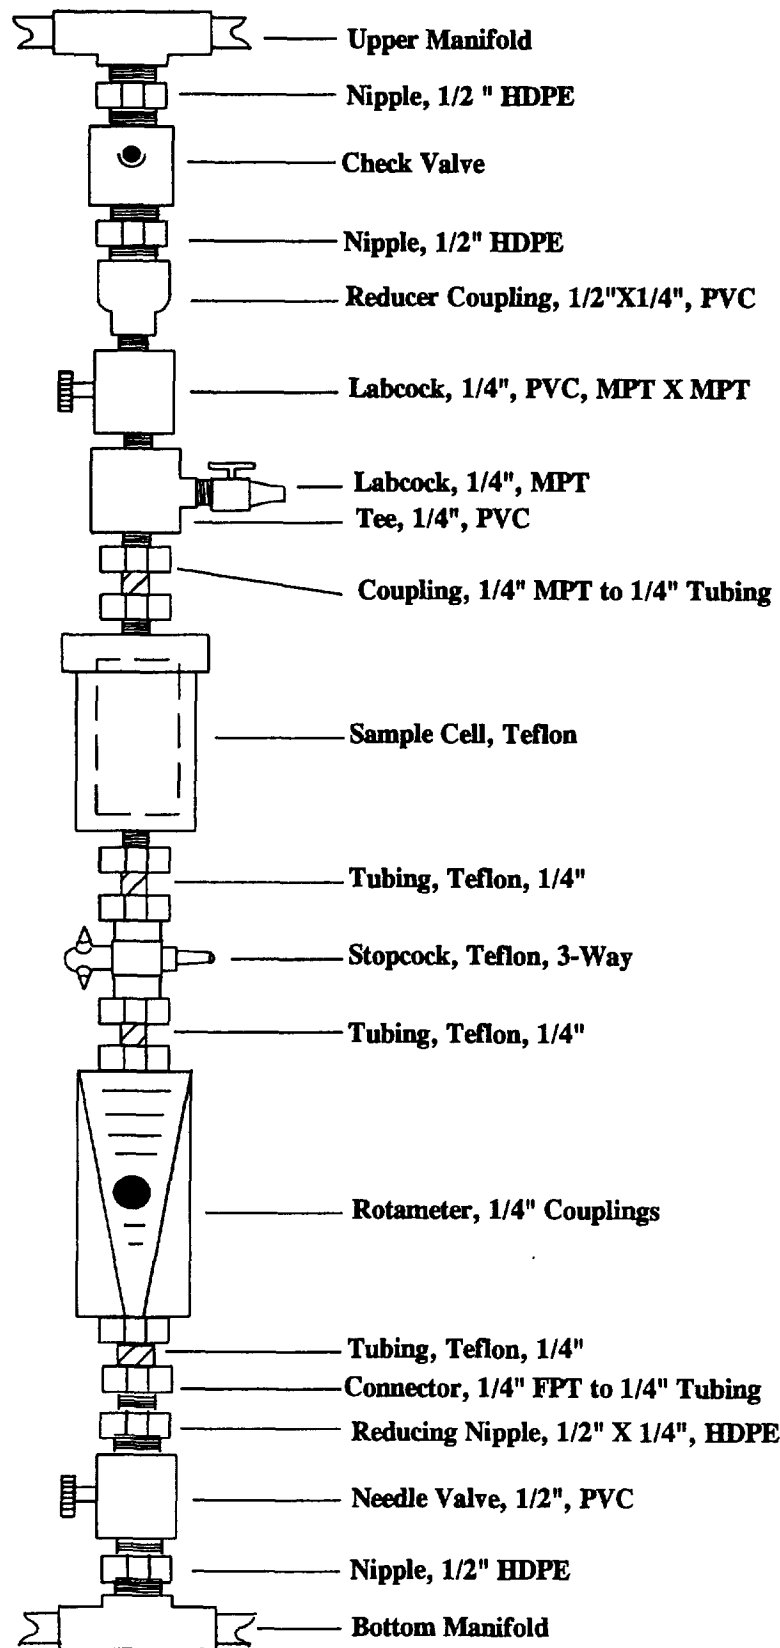 Upper Manifold
Nipple, 1/2 " HDPE
Check Valve
Nipple, 1/2" HDPE
Reducer Coupling, 1/2"X1/4", PVC
Labcock, 1/4", PVC, MPT X MPT
Labcock, 1/4", MPT
Tee, 1/4", PVC
Coupling, 1/4" MPT to 1/4" Tubing
Sample Cell, Teflon
Tubing, Teflon, 1/4"
Stopcock, Teflon, 3-Way
Tubing, Teflon, 1/4"
Rotameter, 1/4" Couplings
Tubing, Teflon, 1/4"
Connector, 1/4" FPT to 1/4" Tubing
Reducing Nipple, 1/2" X 1/4", HDPE
Needle Valve, 1/2", PVC
Nipple, 1/2" HDPE
Bottom Manifold